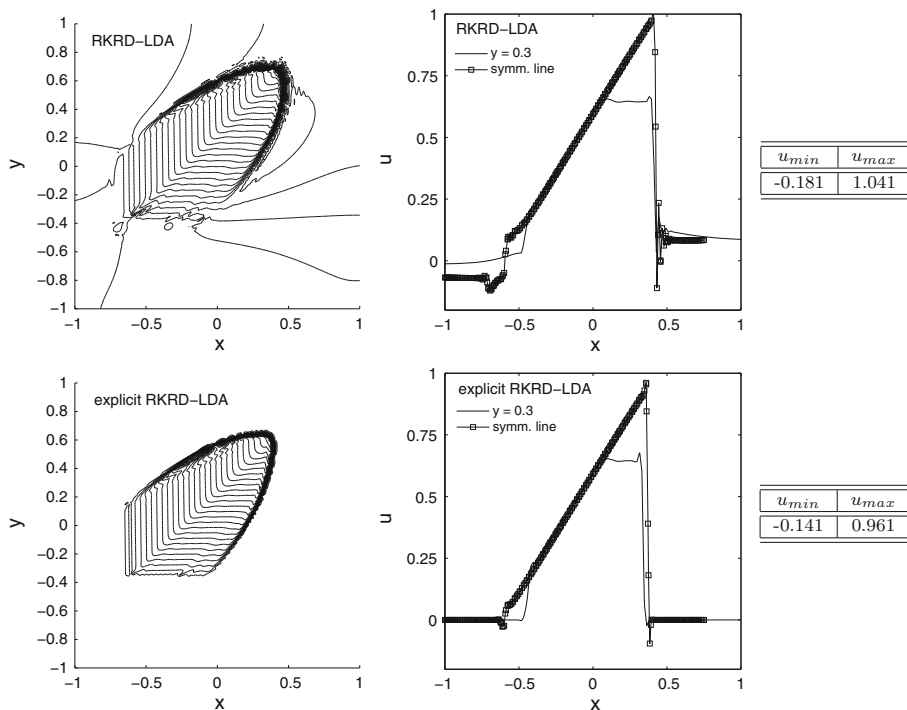 RKRD–LDA
1
0.8
0.6
0.4
0.2
0
−0.2
−0.4
−0.6
−0.8
−1
y
−1 −0.5 0 0.5 1
x
RKRD–LDA
y = 0.3
symm. line
1
0.75
0.5
0.25
0
u
−1 −0.5 0 0.5 1
x
u_min u_max
-0.181 1.041
explicit RKRD–LDA
1
0.8
0.6
0.4
0.2
0
−0.2
−0.4
−0.6
−0.8
−1
y
−1 −0.5 0 0.5 1
x
explicit RKRD–LDA
y = 0.3
symm. line
1
0.75
0.5
0.25
0
u
−1 −0.5 0 0.5 1
x
u_min u_max
-0.141 0.961